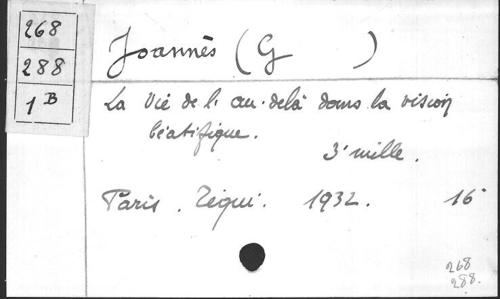 268
288
1 B
Joannès (G )
La Vie de l'au-delà dans la vision
béatifique.
3e mille.
Paris. Téqui. 1932. 16
268
288.